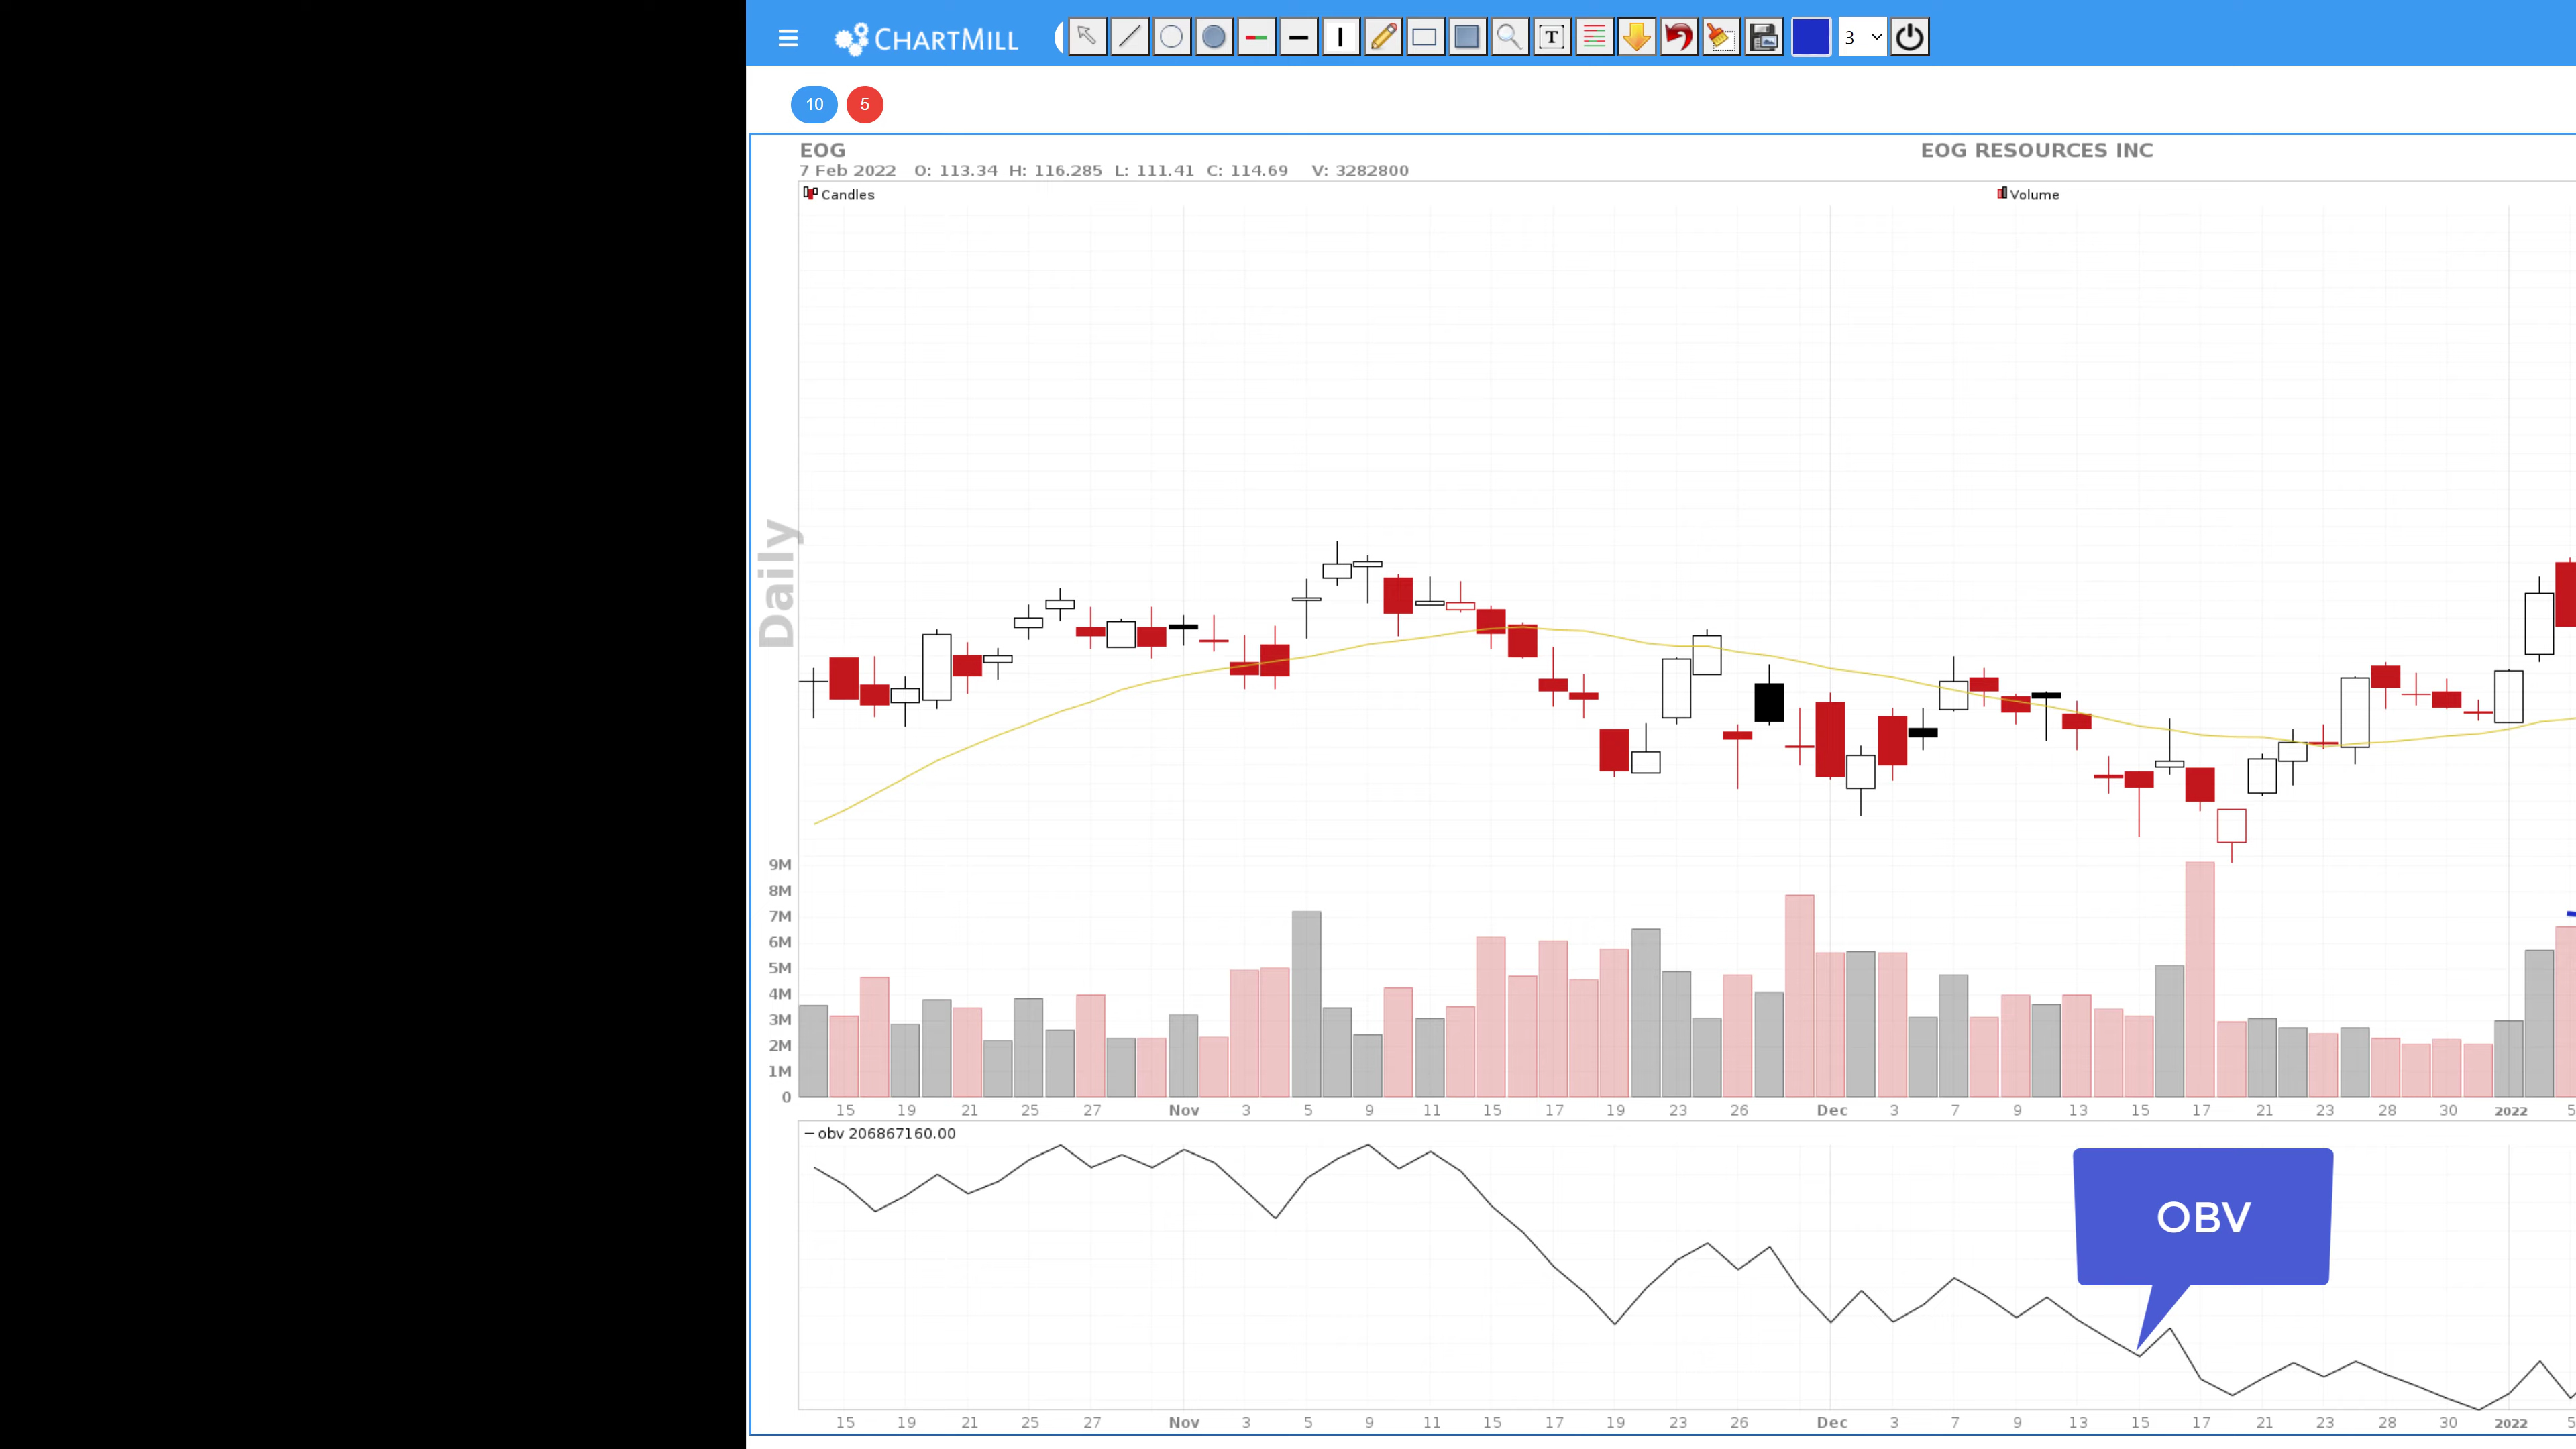 CHARTMILL
T
3
10
5
EOG
EOG RESOURCES INC
7 Feb 2022 O: 113.34 H: 116.285 L: 111.41 C: 114.69 V: 3282800
Candles
Volume
Daily
9M
8M
7M
6M
5M
4M
3M
2M
1M
0
15 19 21 25 27 Nov 3 5 9 11 15 17 19 23 26 Dec 3 7 9 13 15 17 21 23 28 30 2022 5
obv 206867160.00
OBV
15 19 21 25 27 Nov 3 5 9 11 15 17 19 23 26 Dec 3 7 9 13 15 17 21 23 28 30 2022 5